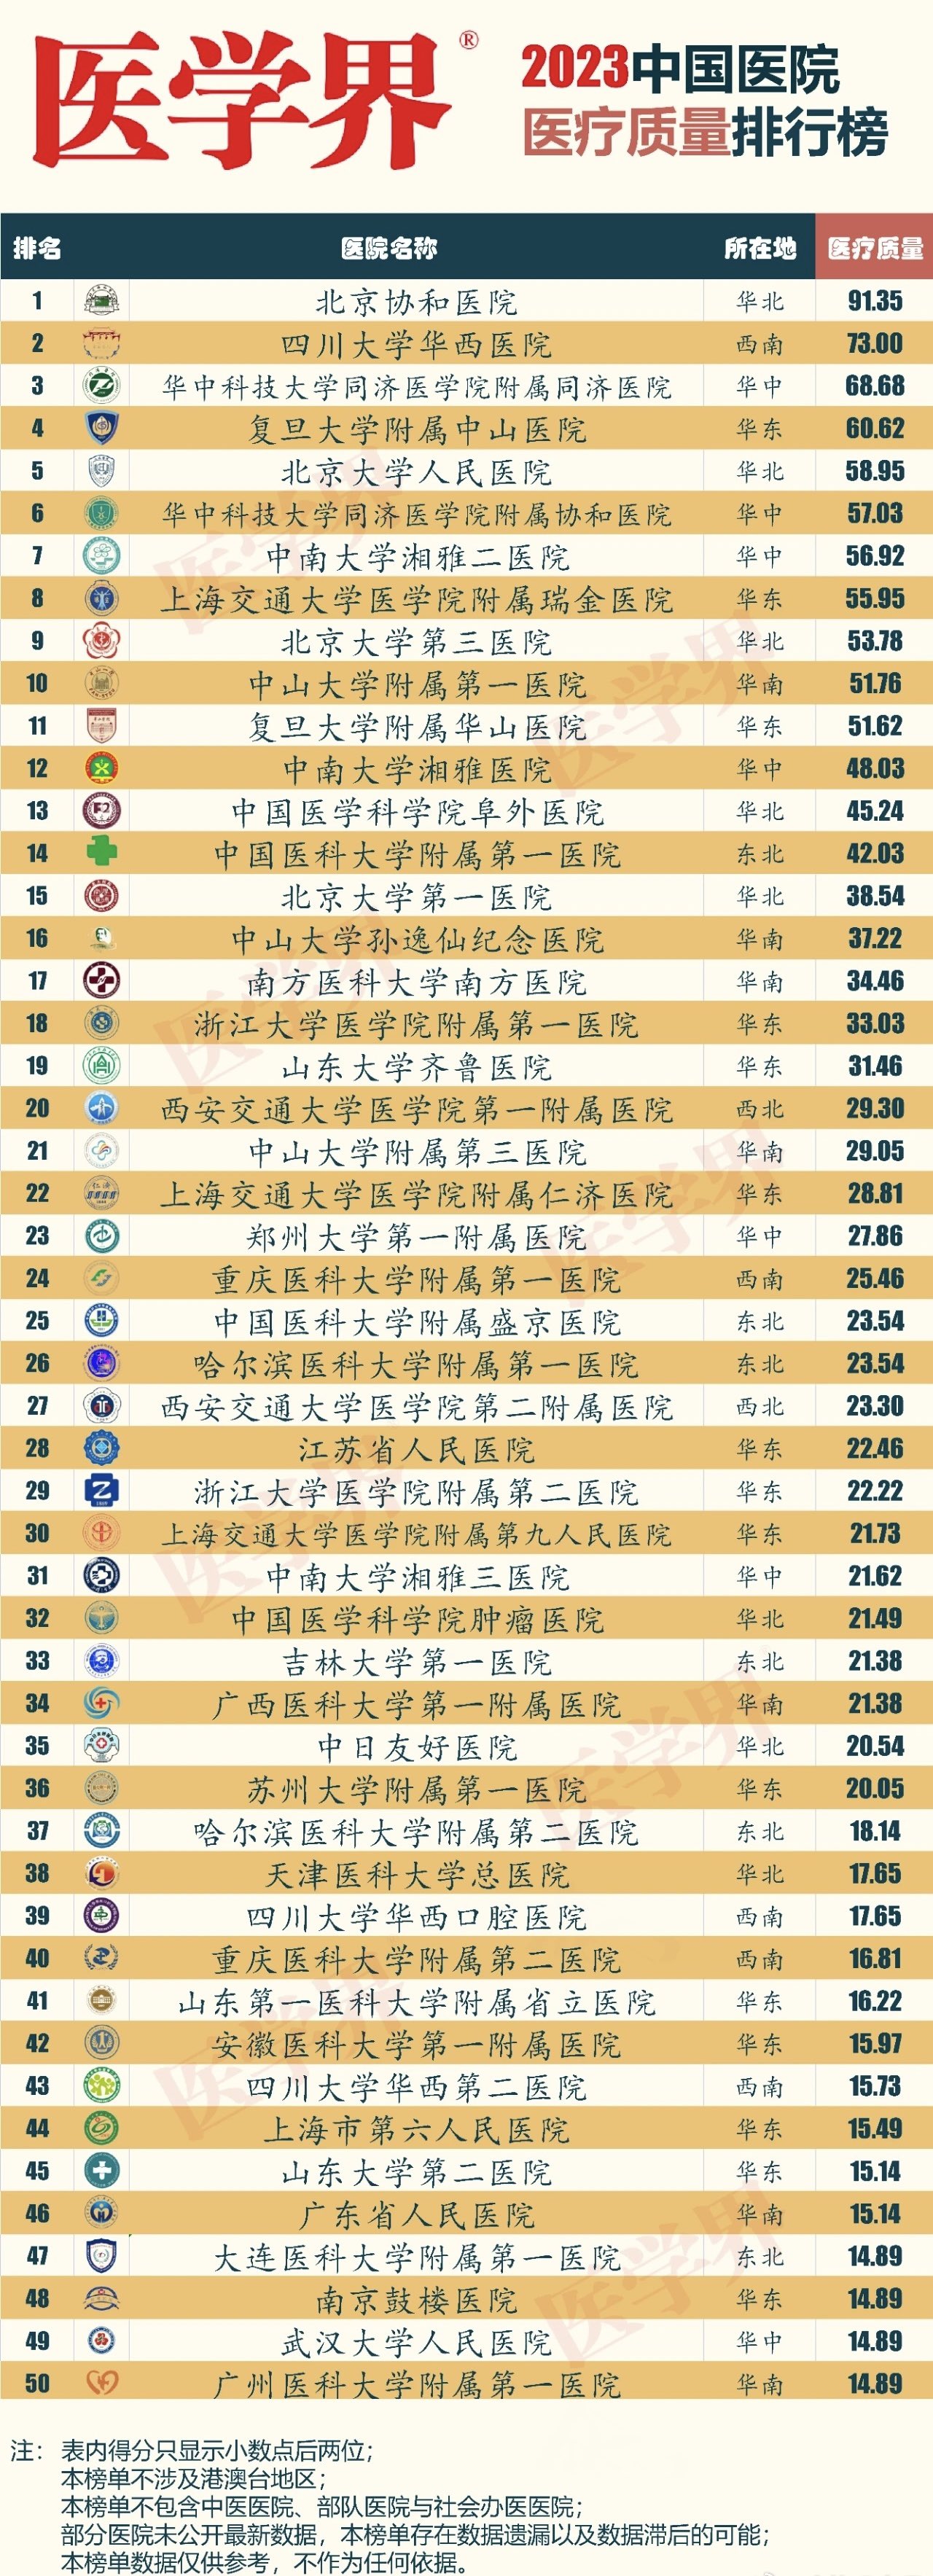 医学界®
2023中国医院
医疗质量排行榜
排名 医院名称 所在地 医疗质量
1 北京协和医院 华北 91.35
2 四川大学华西医院 西南 73.00
3 华中科技大学同济医学院附属同济医院 华中 68.68
4 复旦大学附属中山医院 华东 60.62
5 北京大学人民医院 华北 58.95
6 华中科技大学同济医学院附属协和医院 华中 57.03
7 中南大学湘雅二医院 华中 56.92
8 上海交通大学医学院附属瑞金医院 华东 55.95
9 北京大学第三医院 华北 53.78
10 中山大学附属第一医院 华南 51.76
11 复旦大学附属华山医院 华东 51.62
12 中南大学湘雅医院 华中 48.03
13 中国医学科学院阜外医院 华北 45.24
14 中国医科大学附属第一医院 东北 42.03
15 北京大学第一医院 华北 38.54
16 中山大学孙逸仙纪念医院 华南 37.22
17 南方医科大学南方医院 华南 34.46
18 浙江大学医学院附属第一医院 华东 33.03
19 山东大学齐鲁医院 华东 31.46
20 西安交通大学医学院第一附属医院 西北 29.30
21 中山大学附属第三医院 华南 29.05
22 上海交通大学医学院附属仁济医院 华东 28.81
23 郑州大学第一附属医院 华中 27.86
24 重庆医科大学附属第一医院 西南 25.46
25 中国医科大学附属盛京医院 东北 23.54
26 哈尔滨医科大学附属第一医院 东北 23.54
27 西安交通大学医学院第二附属医院 西北 23.30
28 江苏省人民医院 华东 22.46
29 浙江大学医学院附属第二医院 华东 22.22
30 上海交通大学医学院附属第九人民医院 华东 21.73
31 中南大学湘雅三医院 华中 21.62
32 中国医学科学院肿瘤医院 华北 21.49
33 吉林大学第一医院 东北 21.38
34 广西医科大学第一附属医院 华南 21.38
35 中日友好医院 华北 20.54
36 苏州大学附属第一医院 华东 20.05
37 哈尔滨医科大学附属第二医院 东北 18.14
38 天津医科大学总医院 华北 17.65
39 四川大学华西口腔医院 西南 17.65
40 重庆医科大学附属第二医院 西南 16.81
41 山东第一医科大学附属省立医院 华东 16.22
42 安徽医科大学第一附属医院 华东 15.97
43 四川大学华西第二医院 西南 15.73
44 上海市第六人民医院 华东 15.49
45 山东大学第二医院 华东 15.14
46 广东省人民医院 华南 15.14
47 大连医科大学附属第一医院 东北 14.89
48 南京鼓楼医院 华东 14.89
49 武汉大学人民医院 华中 14.89
50 广州医科大学附属第一医院 华南 14.89
注：表内得分只显示小数点后两位；
本榜单不涉及港澳台地区；
本榜单不包含中医医院、部队医院与社会办医医院；
部分医院未公开最新数据，本榜单存在数据遗漏以及数据滞后的可能；
本榜单数据仅供参考，不作为任何依据。